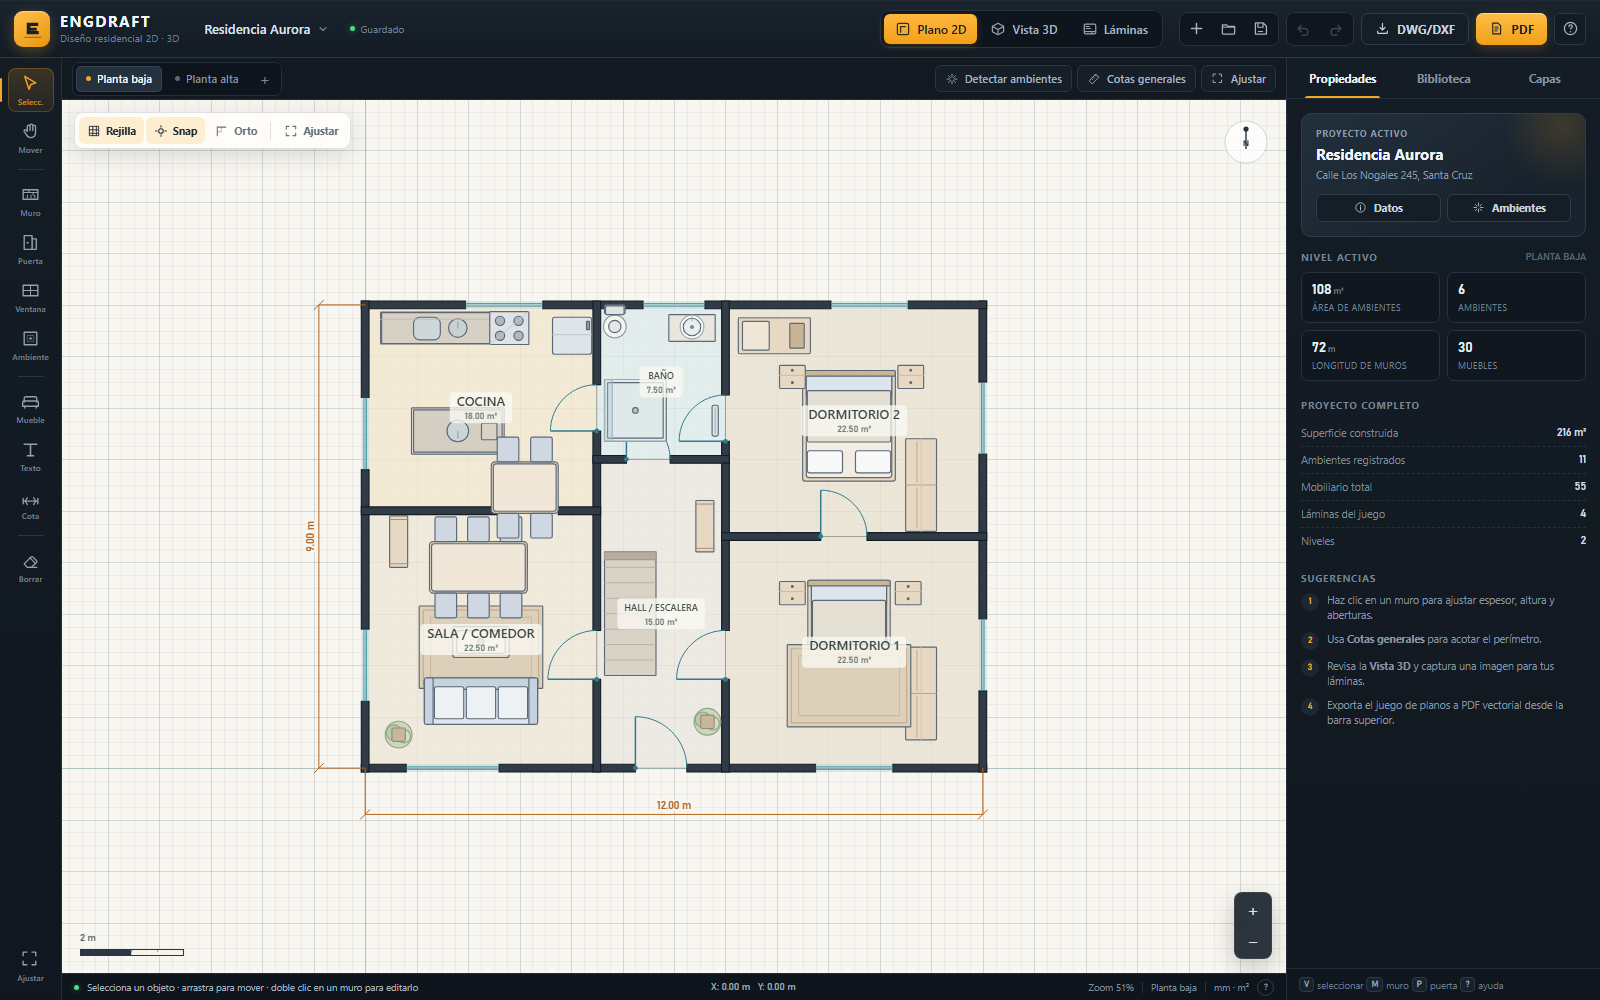 ENGDRAFT
Diseño residencial 2D · 3D
Residencia Aurora
Guardado
Plano 2D
Vista 3D
Láminas
DWG/DXF
PDF
Selecc.
Mover
Muro
Puerta
Ventana
Ambiente
Mueble
Texto
Cota
Borrar
Ajustar
Planta baja
Planta alta
+
Detectar ambientes
Cotas generales
Ajustar
Rejilla
Snap
Orto
Ajustar
N
COCINA
18.00 m²
BAÑO
7.50 m²
DORMITORIO 2
22.50 m²
HALL / ESCALERA
15.00 m²
SALA / COMEDOR
22.50 m²
DORMITORIO 1
22.50 m²
9.00 m
12.00 m
2 m
+
−
Selecciona un objeto · arrastra para mover · doble clic en un muro para editarlo
X: 0.00 m Y: 0.00 m
Zoom 51%
Planta baja
mm · m²
?
Propiedades
Biblioteca
Capas
PROYECTO ACTIVO
Residencia Aurora
Calle Los Nogales 245, Santa Cruz
Datos
Ambientes
NIVEL ACTIVO
PLANTA BAJA
108 m²
ÁREA DE AMBIENTES
6
AMBIENTES
72 m
LONGITUD DE MUROS
30
MUEBLES
PROYECTO COMPLETO
Superficie construida 216 m²
Ambientes registrados 11
Mobiliario total 55
Láminas del juego 4
Niveles 2
SUGERENCIAS
1 Haz clic en un muro para ajustar espesor, altura y
aberturas.
2 Usa Cotas generales para acotar el perímetro.
3 Revisa la Vista 3D y captura una imagen para tus
láminas.
4 Exporta el juego de planos a PDF vectorial desde la
barra superior.
V seleccionar M muro P puerta ? ayuda